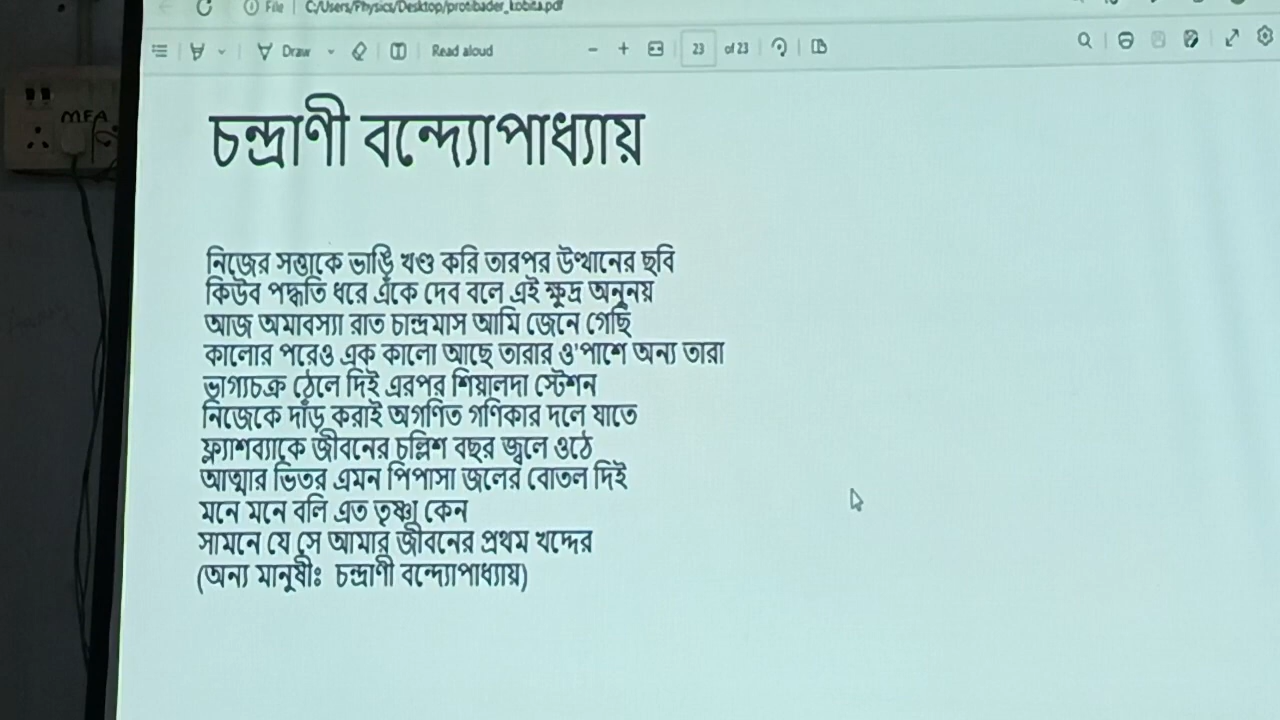 File | C:/Users/Physics/Desktop/protibader_kobita.pdf
Draw Read aloud 23 of 23
MFA
চন্দ্রাণী বন্দ্যোপাধ্যায়
নিজের সত্তাকে ভাঙি খণ্ড করি তারপর উত্থানের ছবি
কিউব পদ্ধতি ধরে এঁকে দেব বলে এই ক্ষুদ্র অনুনয়
আজ অমাবস্যা রাত চান্দ্রমাস আমি জেনে গেছি
কালোর পরেও এক কালো আছে তারার ও'পাশে অন্য তারা
ভাগ্যচক্র ঠেলে দিই এরপর শিয়ালদা স্টেশন
নিজেকে দাঁড় করাই অগণিত গণিকার দলে যাতে
ফ্ল্যাশব্যাকে জীবনের চল্লিশ বছর জ্বলে ওঠে
আত্মার ভিতর এমন পিপাসা জলের বোতল দিই
মনে মনে বলি এত তৃষ্ণা কেন
সামনে যে সে আমার জীবনের প্রথম খদ্দের
(অন্য মানুষীঃ চন্দ্রাণী বন্দ্যোপাধ্যায়)